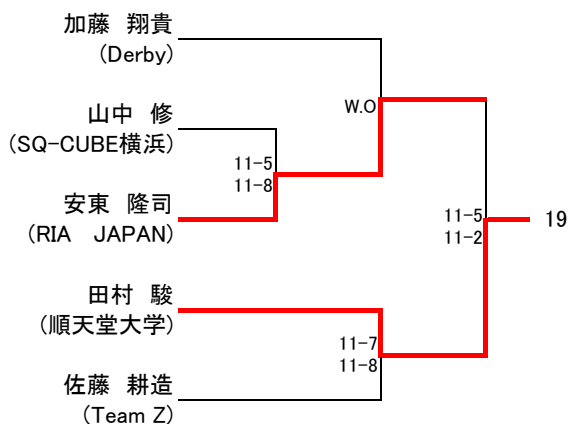 加藤　翔貴
(Derby)
W.O
山中　修
(SQ-CUBE横浜)
11-5
11-8
安東　隆司
(RIA　JAPAN)
11-5
11-2
19
田村　駿
(順天堂大学)
11-7
11-8
佐藤　耕造
(Team Z)